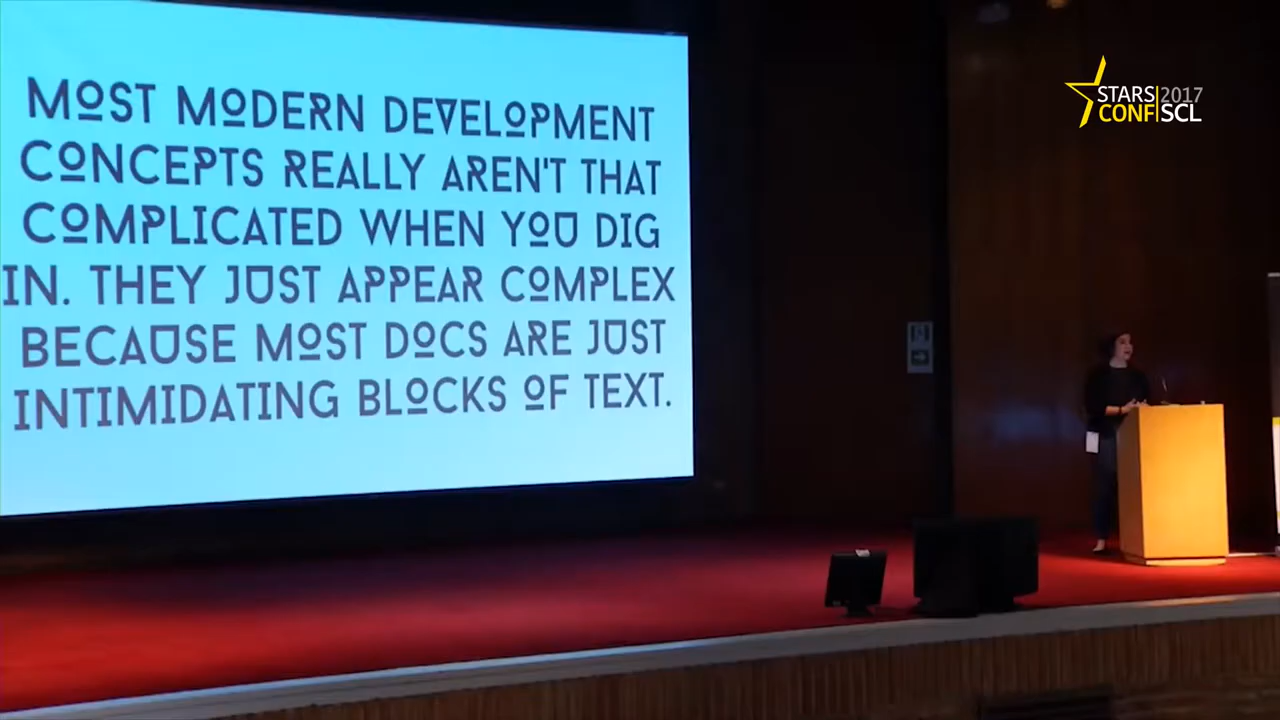 MOST MODERN DEVELOPMENT
CONCEPTS REALLY AREN'T THAT
COMPLICATED WHEN YOU DIG
IN. THEY JUST APPEAR COMPLEX
BECAUSE MOST DOCS ARE JUST
INTIMIDATING BLOCKS OF TEXT.
STARS 2017
CONF SCL